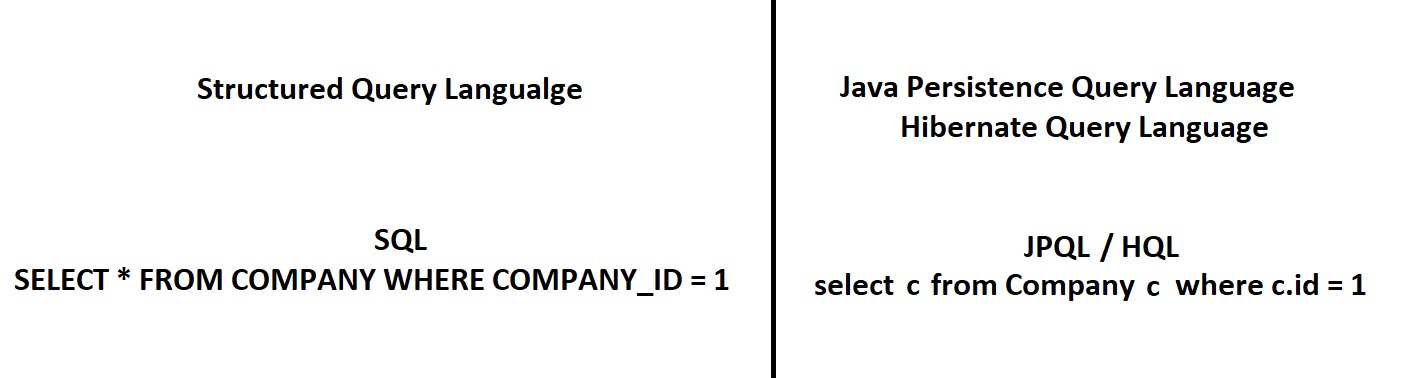 Structured Query Langualge
SQL
SELECT * FROM COMPANY WHERE COMPANY_ID = 1
Java Persistence Query Language
Hibernate Query Language
JPQL / HQL
select c from Company c where c.id = 1